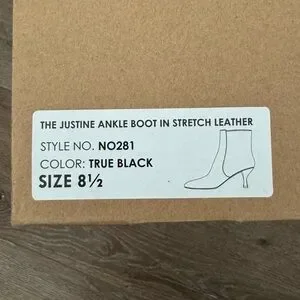 THE JUSTINE ANKLE BOOT IN STRETCH LEATHER
STYLE NO. NO281
COLOR: TRUE BLACK
SIZE 8½